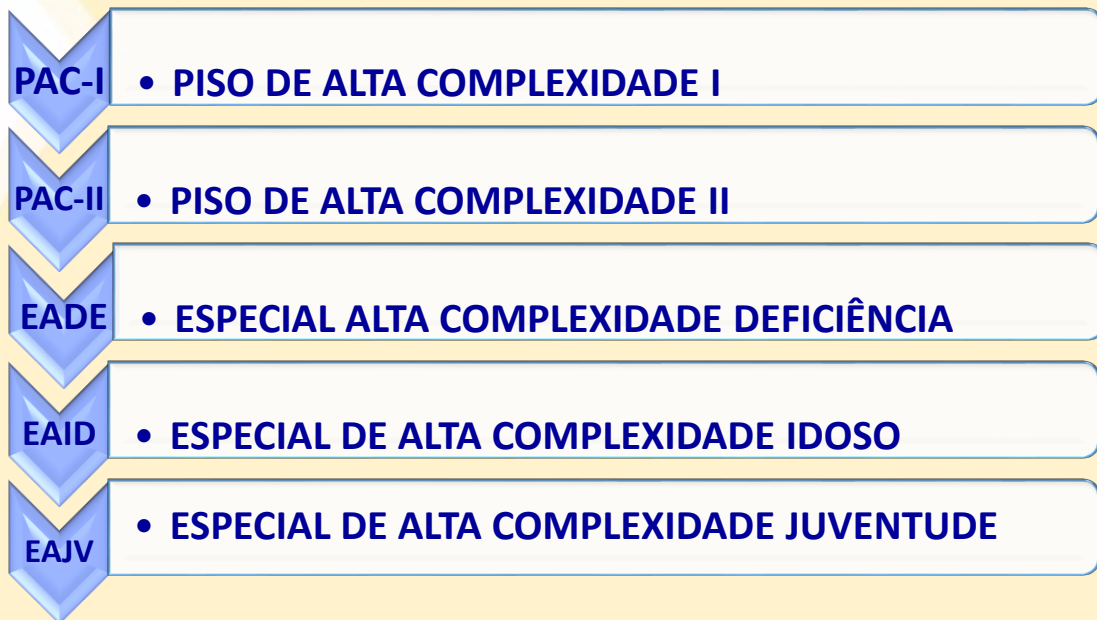 PAC-I
• PISO DE ALTA COMPLEXIDADE I
PAC-II
• PISO DE ALTA COMPLEXIDADE II
EADE
• ESPECIAL ALTA COMPLEXIDADE DEFICIÊNCIA
EAID
• ESPECIAL DE ALTA COMPLEXIDADE IDOSO
EAJV
• ESPECIAL DE ALTA COMPLEXIDADE JUVENTUDE